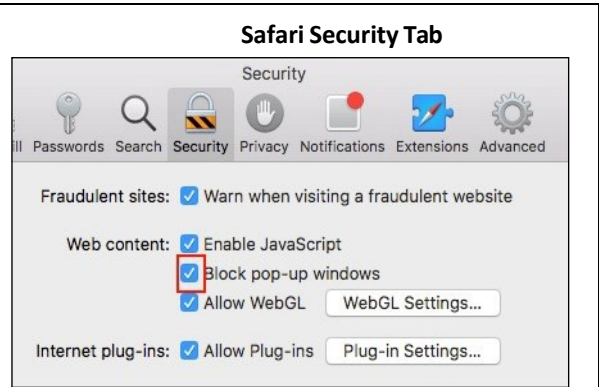 Safari Security Tab
Security
ill Passwords Search Security Privacy Notifications Extensions Advanced
Fraudulent sites: Warn when visiting a fraudulent website
Web content: Enable JavaScript
Block pop-up windows
Allow WebGL WebGL Settings...
Internet plug-ins: Allow Plug-ins Plug-in Settings...